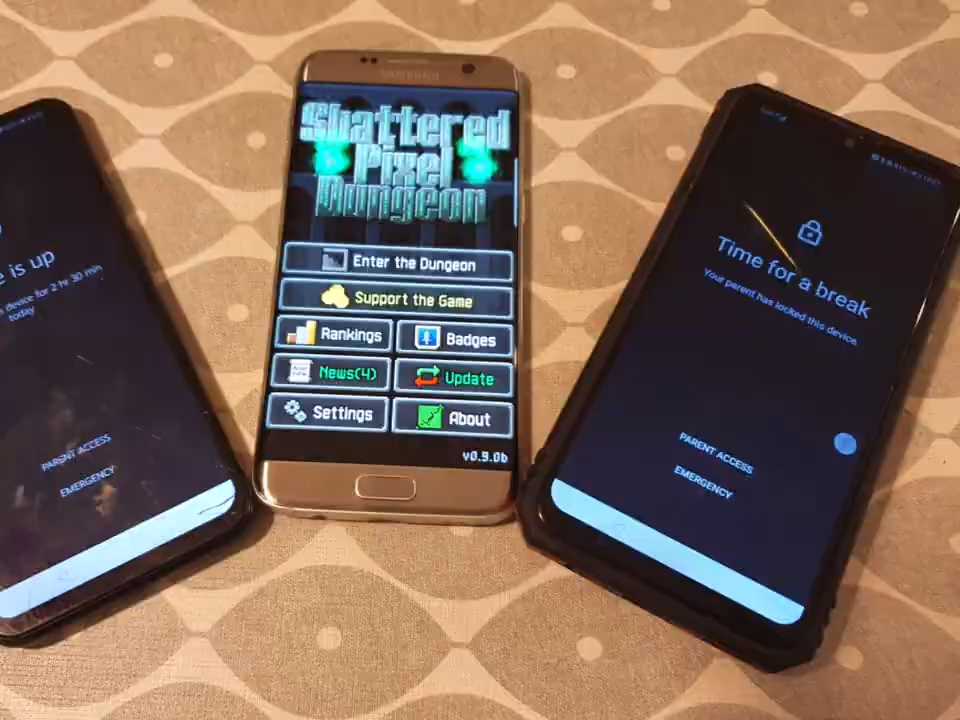 e is up
device for 2 hr 30 min
today
PARENT ACCESS
EMERGENCY
SAMSUNG
Shattered
Pixel
Dungeon
Enter the Dungeon
Support the Game
Rankings
Badges
News(4)
Update
Settings
About
v0.9.0b
Time for a break
Your parent has locked this device.
PARENT ACCESS
EMERGENCY